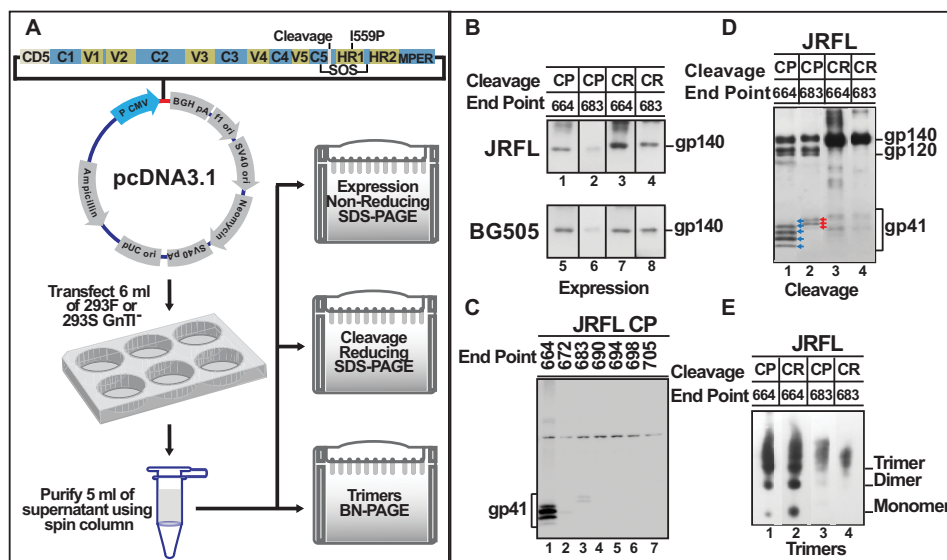 A
Cleavage I559P
CD5 C1 V1 V2 C2 V3 C3 V4 C4 V5 C5 HR1 HR2 MPER
SOS
P CMV
BGH pA
f1 ori
SV40 ori
Neomycin
SV40 pA
pUC ori
Ampicillin
pcDNA3.1
Transfect 6 ml
of 293F or
293S GnTI-
Purify 5 ml of
supernatant using
spin column
Expression
Non-Reducing
SDS-PAGE
Cleavage
Reducing
SDS-PAGE
Trimers
BN-PAGE
B
Cleavage CP CP CR CR
End Point 664 683 664 683
JRFL
gp140
1 2 3 4
BG505
gp140
5 6 7 8
Expression
C
JRFL CP
End Point 664 672 683 690 694 698 705
gp41
1 2 3 4 5 6 7
D
JRFL
Cleavage CP CP CR CR
End Point 664 683 664 683
gp140
gp120
gp41
1 2 3 4
Cleavage
E
JRFL
Cleavage CP CR CP CR
End Point 664 664 683 683
Trimer
Dimer
Monomer
1 2 3 4
Trimers